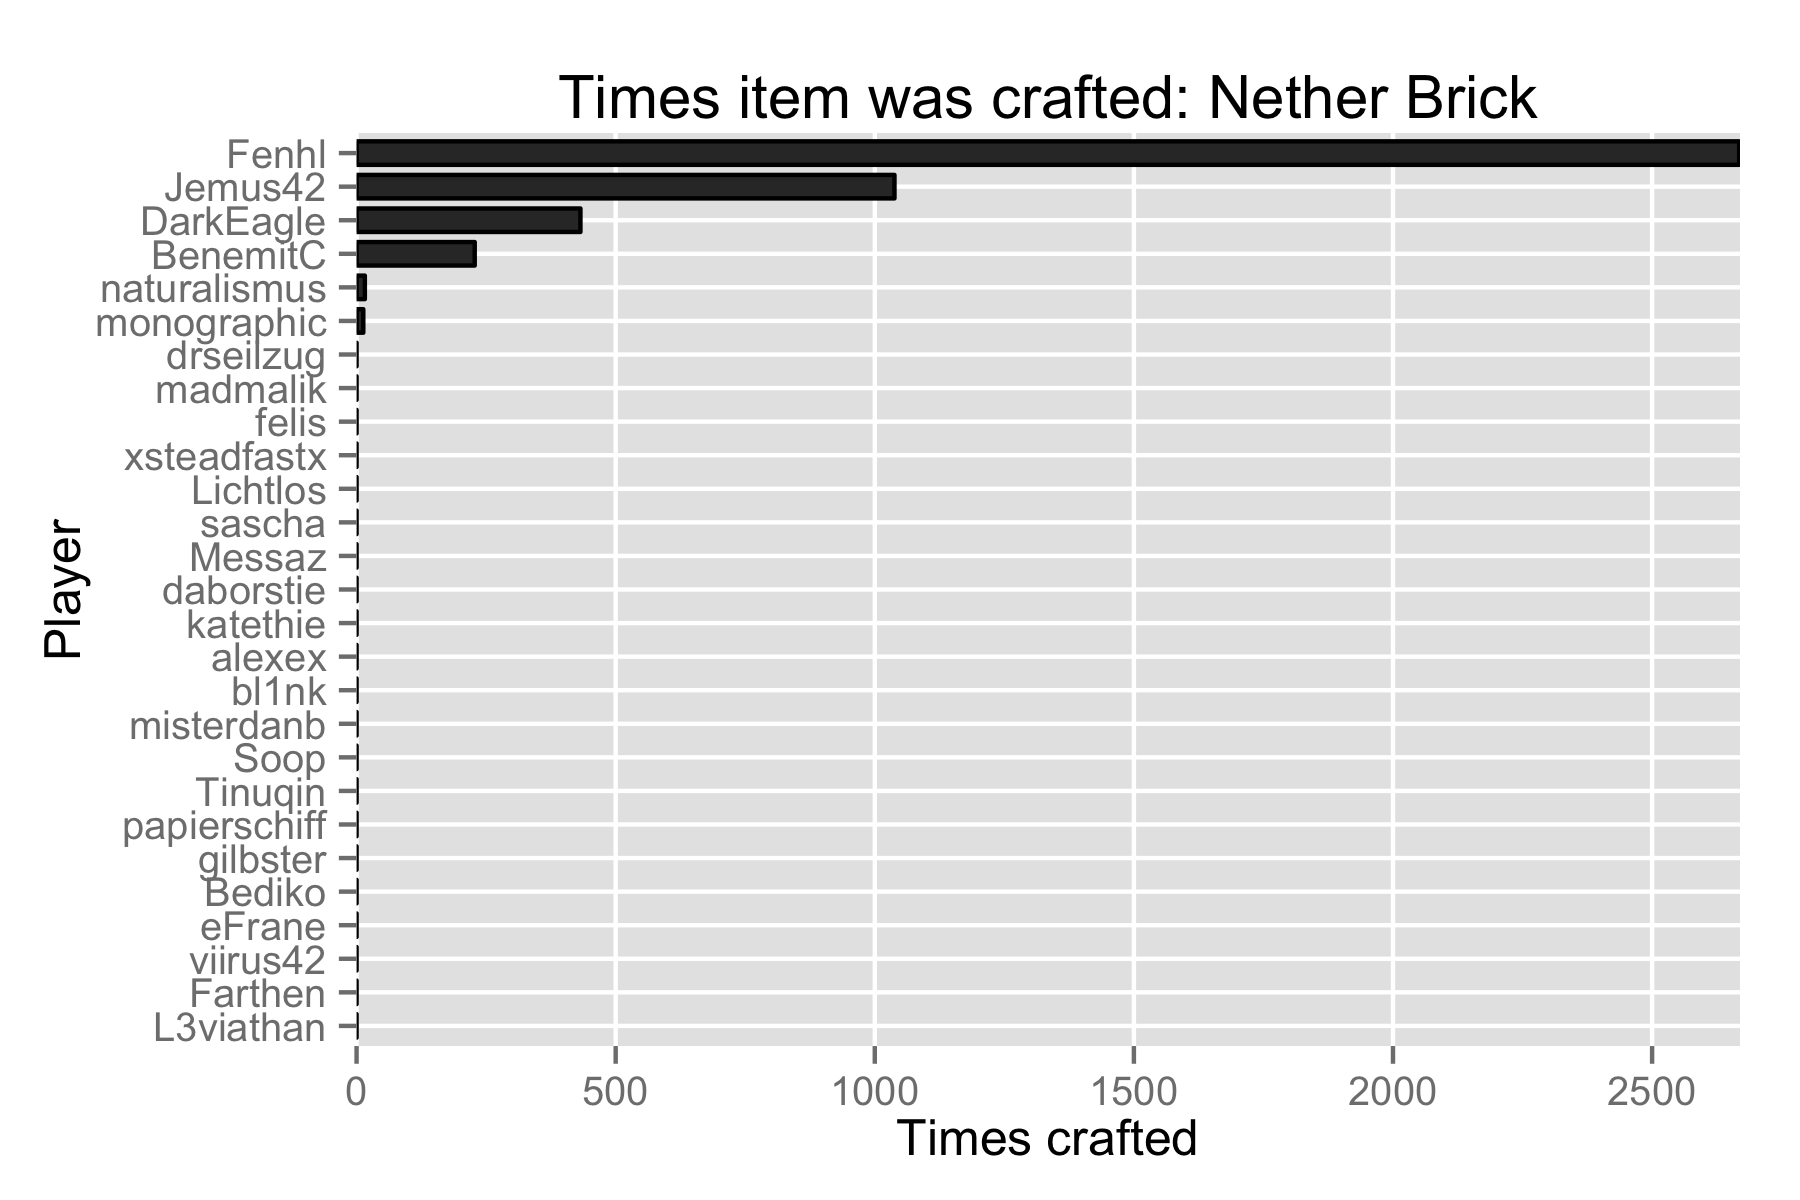 Times item was crafted: Nether Brick
Fenhl
Jemus42
DarkEagle
BenemitC
naturalismus
monographic
drseilzug
madmalik
felis
xsteadfastx
Lichtlos
sascha
Messaz
daborstie
katethie
alexex
bl1nk
misterdanb
Soop
Tinuqin
papierschiff
gilbster
Bediko
eFrane
viirus42
Farthen
L3viathan
Player
0 500 1000 1500 2000 2500
Times crafted